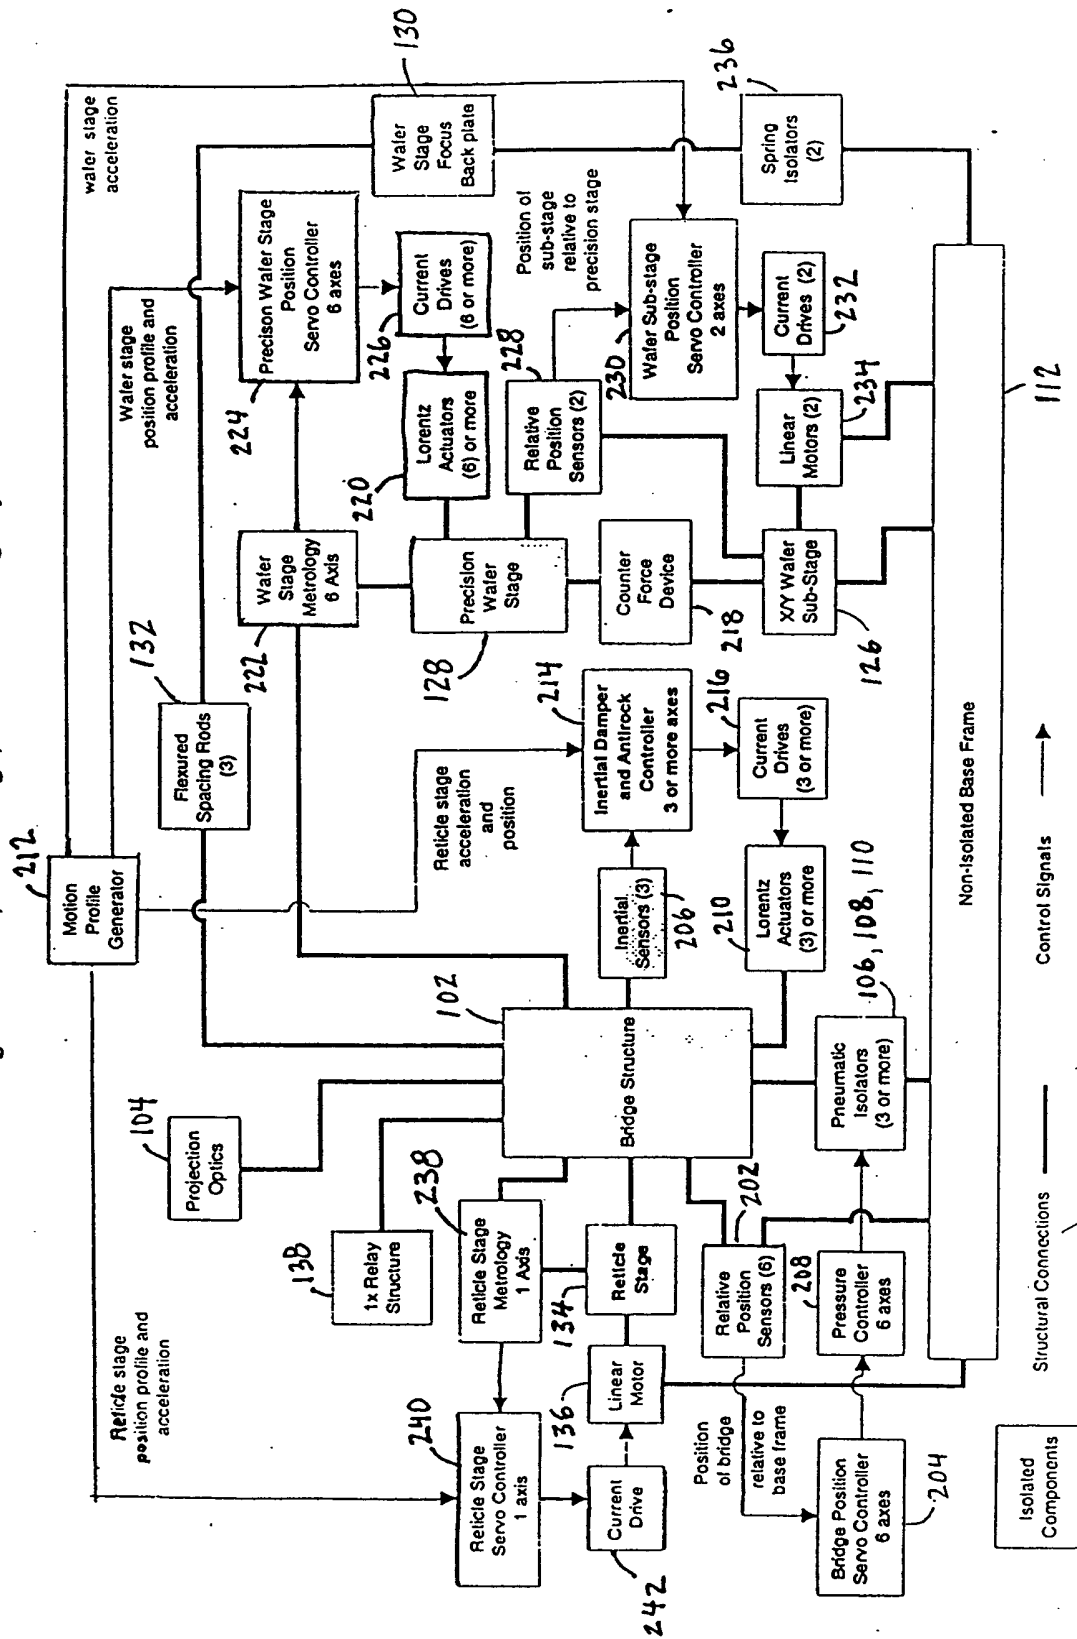 Reticle stage
position profile and
acceleration
212
Motion
Profile
Generator
Wafer stage
position profile and
acceleration
water stage
acceleration
104
Projection
Optics
132
Flexured
Spacing Rods
(3)
138
1x Relay
Structure
222
Wafer
Stage
Metrology
6 Axis
224
Precison Wafer Stage
Position
Servo Controller
6 axes
130
Wafer
Stage
Focus
Back plate
240
Reticle Stage
Servo Controller
1 axis
238
Reticle Stage
Metrology
1 Axis
102
Bridge Structure
Reticle stage
acceleration
and
position
128
Precision
Wafer
Stage
220
Lorentz
Actuators
(6) or more
226
Current
Drives
(6 or more)
242
Current
Drive
136
Linear
Motor
134
Reticle
Stage
206
Inertial
Sensors (3)
214
Inertial Damper
and Antirock
Controller
3 or more axes
218
Counter
Force
Device
228
Relative
Position
Sensors (2)
Position of
sub-stage
relative to
precision stage
230
Wafer Sub-stage
Position
Servo Controller
2 axes
Position
of bridge
relative to
base frame
202
Relative
Position
Sensors (6)
210
Lorentz
Actuators
(3) or more
216
Current
Drives
(3 or more)
126
X/Y Wafer
Sub-Stage
234
Linear
Motors (2)
232
Current
Drives (2)
236
Spring
Isolators
(2)
204
Bridge Position
Servo Controller
6 axes
208
Pressure
Controller
6 axes
106, 108, 110
Pneumatic
Isolators
(3 or more)
Non-Isolated Base Frame
112
Isolated
Components
Structural Connections
Control Signals